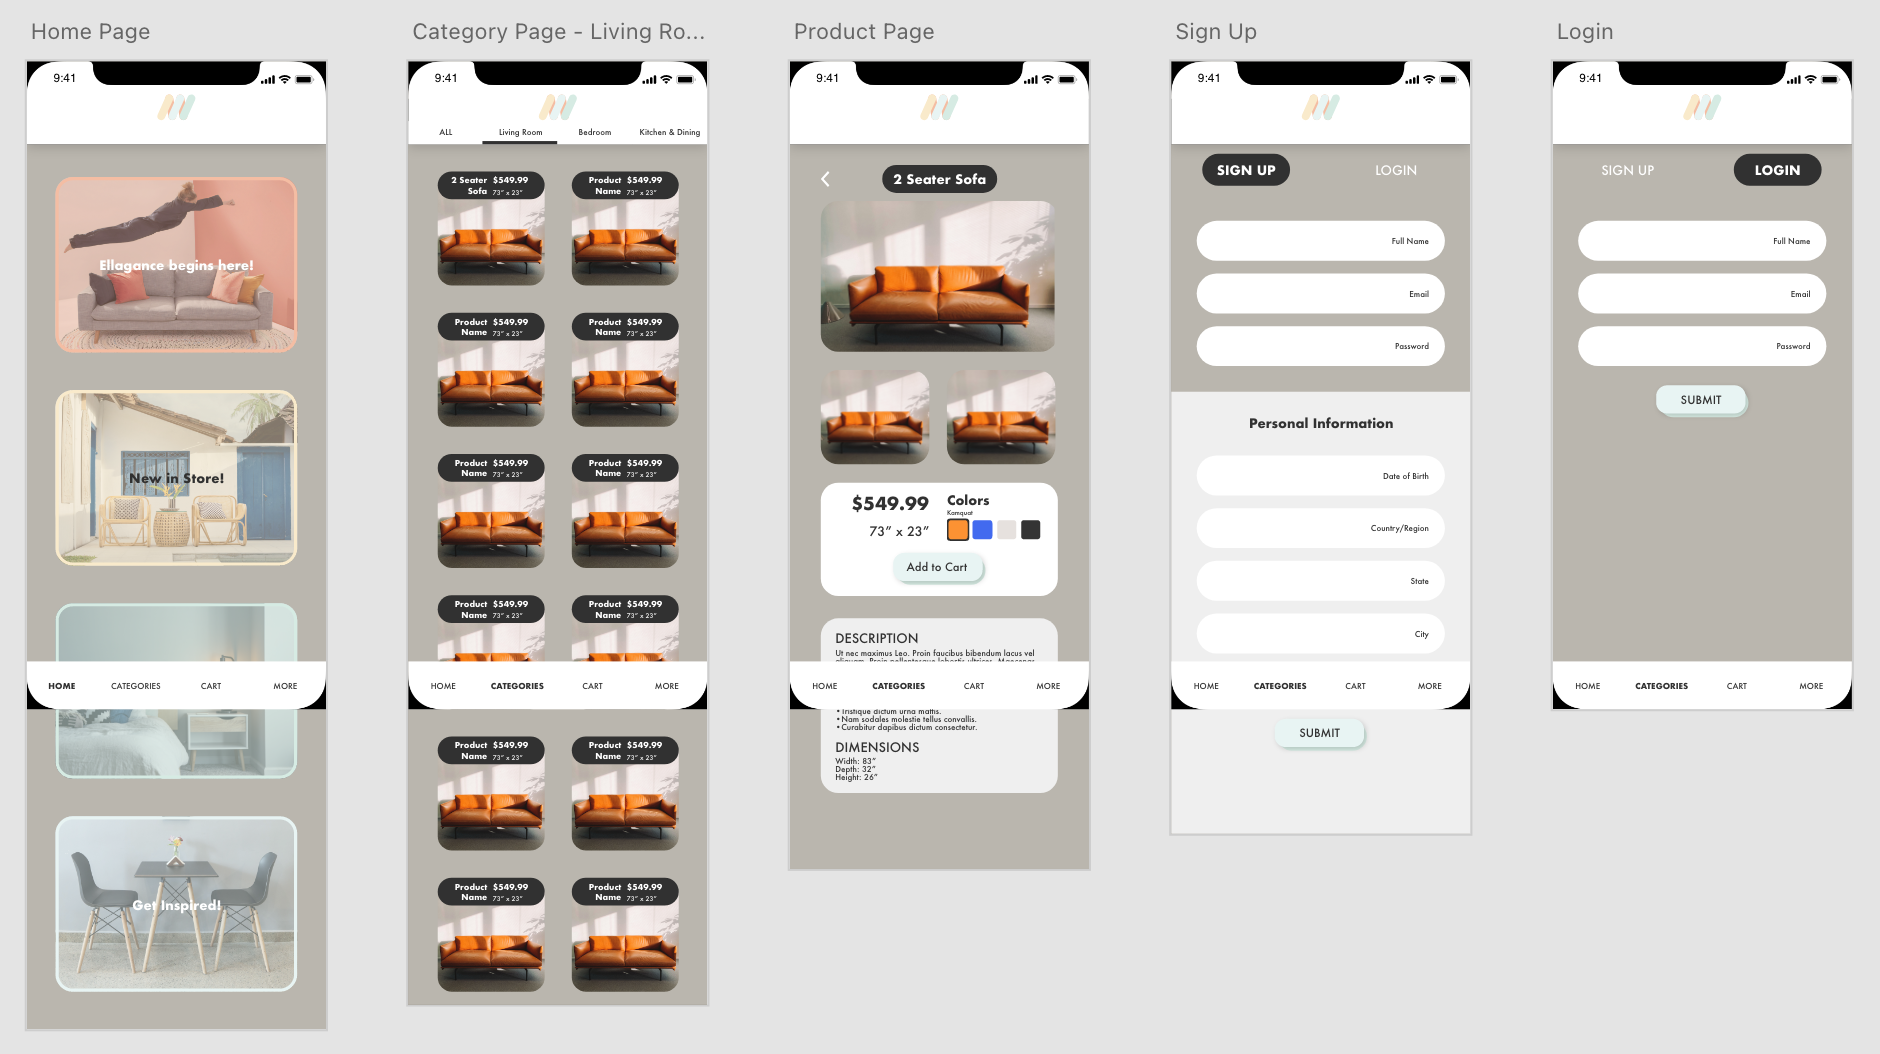 Home Page
9:41
Ellagance begins here!
New in Store!
HOME CATEGORIES CART MORE
Get Inspired!
Category Page - Living Ro...
9:41
ALL Living Room Bedroom Kitchen & Dining
2 Seater $549.99 Product $549.99
Sofa 73” x 23” Name 73” x 23”
Product $549.99 Product $549.99
Name 73” x 23” Name 73” x 23”
Product $549.99 Product $549.99
Name 73” x 23” Name 73” x 23”
Product $549.99 Product $549.99
Name 73” x 23” Name 73” x 23”
HOME CATEGORIES CART MORE
Product $549.99 Product $549.99
Name 73” x 23” Name 73” x 23”
Product $549.99 Product $549.99
Name 73” x 23” Name 73” x 23”
Product Page
9:41
2 Seater Sofa
$549.99 Colors
Kamquat
73” x 23”
Add to Cart
DESCRIPTION
Ut nec maximus Leo. Proin faucibus bibendum lacus vel
aliquam. Proin pellentesque lobortis ultrices. Maecenas
HOME CATEGORIES CART MORE
•Tristique dictum urna mattis.
•Nam sodales molestie tellus convallis.
•Curabitur dapibus dictum consectetur.
DIMENSIONS
Width: 83”
Depth: 32”
Height: 26”
Sign Up
9:41
SIGN UP LOGIN
Full Name
Email
Password
Personal Information
Date of Birth
Country/Region
State
City
HOME CATEGORIES CART MORE
SUBMIT
Login
9:41
SIGN UP LOGIN
Full Name
Email
Password
SUBMIT
HOME CATEGORIES CART MORE